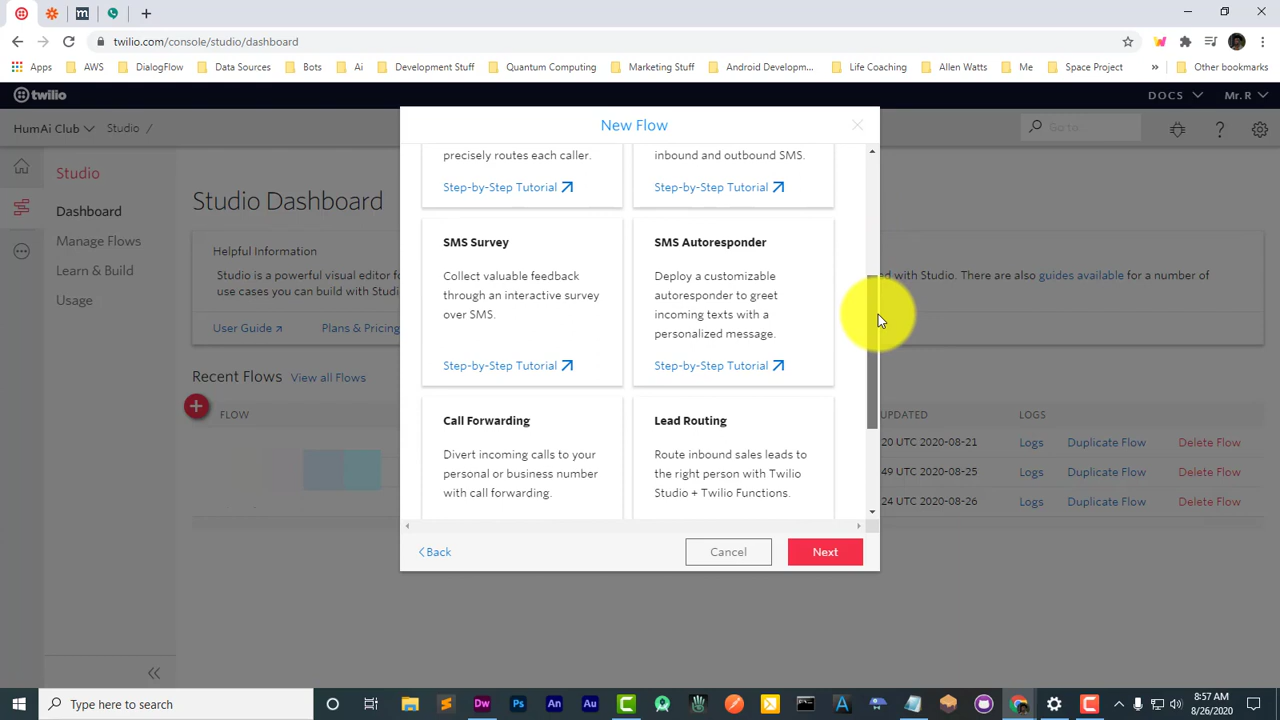 twilio.com/console/studio/dashboard
Apps AWS DialogFlow Data Sources Bots Ai Development Stuff Quantum Computing Marketing Stuff Android Developm... Life Coaching Allen Watts Me Space Project » Other bookmarks
twilio DOCS Mr. R
HumAi Club Studio / Go to:
New Flow
precisely routes each caller.
Step-by-Step Tutorial
inbound and outbound SMS.
Step-by-Step Tutorial
SMS Survey
Collect valuable feedback
through an interactive survey
over SMS.
Step-by-Step Tutorial
SMS Autoresponder
Deploy a customizable
autoresponder to greet
incoming texts with a
personalized message.
Step-by-Step Tutorial
Call Forwarding
Divert incoming calls to your
personal or business number
with call forwarding.
Lead Routing
Route inbound sales leads to
the right person with Twilio
Studio + Twilio Functions.
Back Cancel Next
Studio
Dashboard
Manage Flows
Learn & Build
Usage
Studio Dashboard
Helpful Information
Studio is a powerful visual editor f
ed with Studio. There are also guides available for a number of
use cases you can build with Studi
User Guide Plans & Pricing
Recent Flows View all Flows
FLOW UPDATED LOGS
20 UTC 2020-08-21 Logs Duplicate Flow Delete Flow
49 UTC 2020-08-25 Logs Duplicate Flow Delete Flow
24 UTC 2020-08-26 Logs Duplicate Flow Delete Flow
Type here to search
8:57 AM
8/26/2020